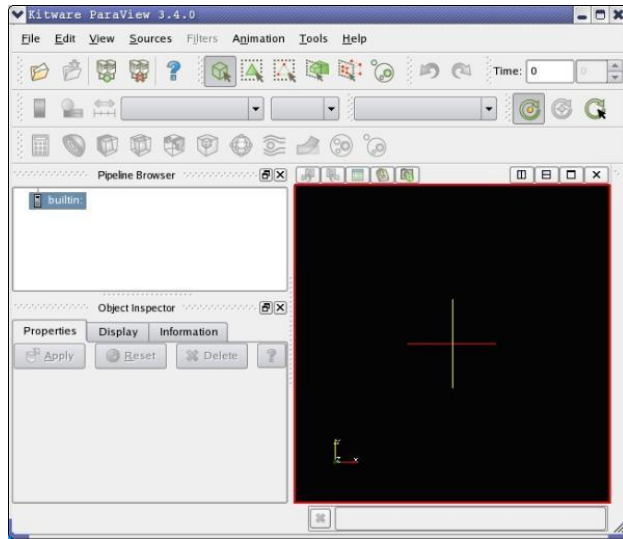 Kitware ParaView 3.4.0
File Edit View Sources Filters Animation Tools Help
Time: 0 0
Pipeline Browser
builtin:
Object Inspector
Properties Display Information
Apply Reset Delete ?
Y
Z X